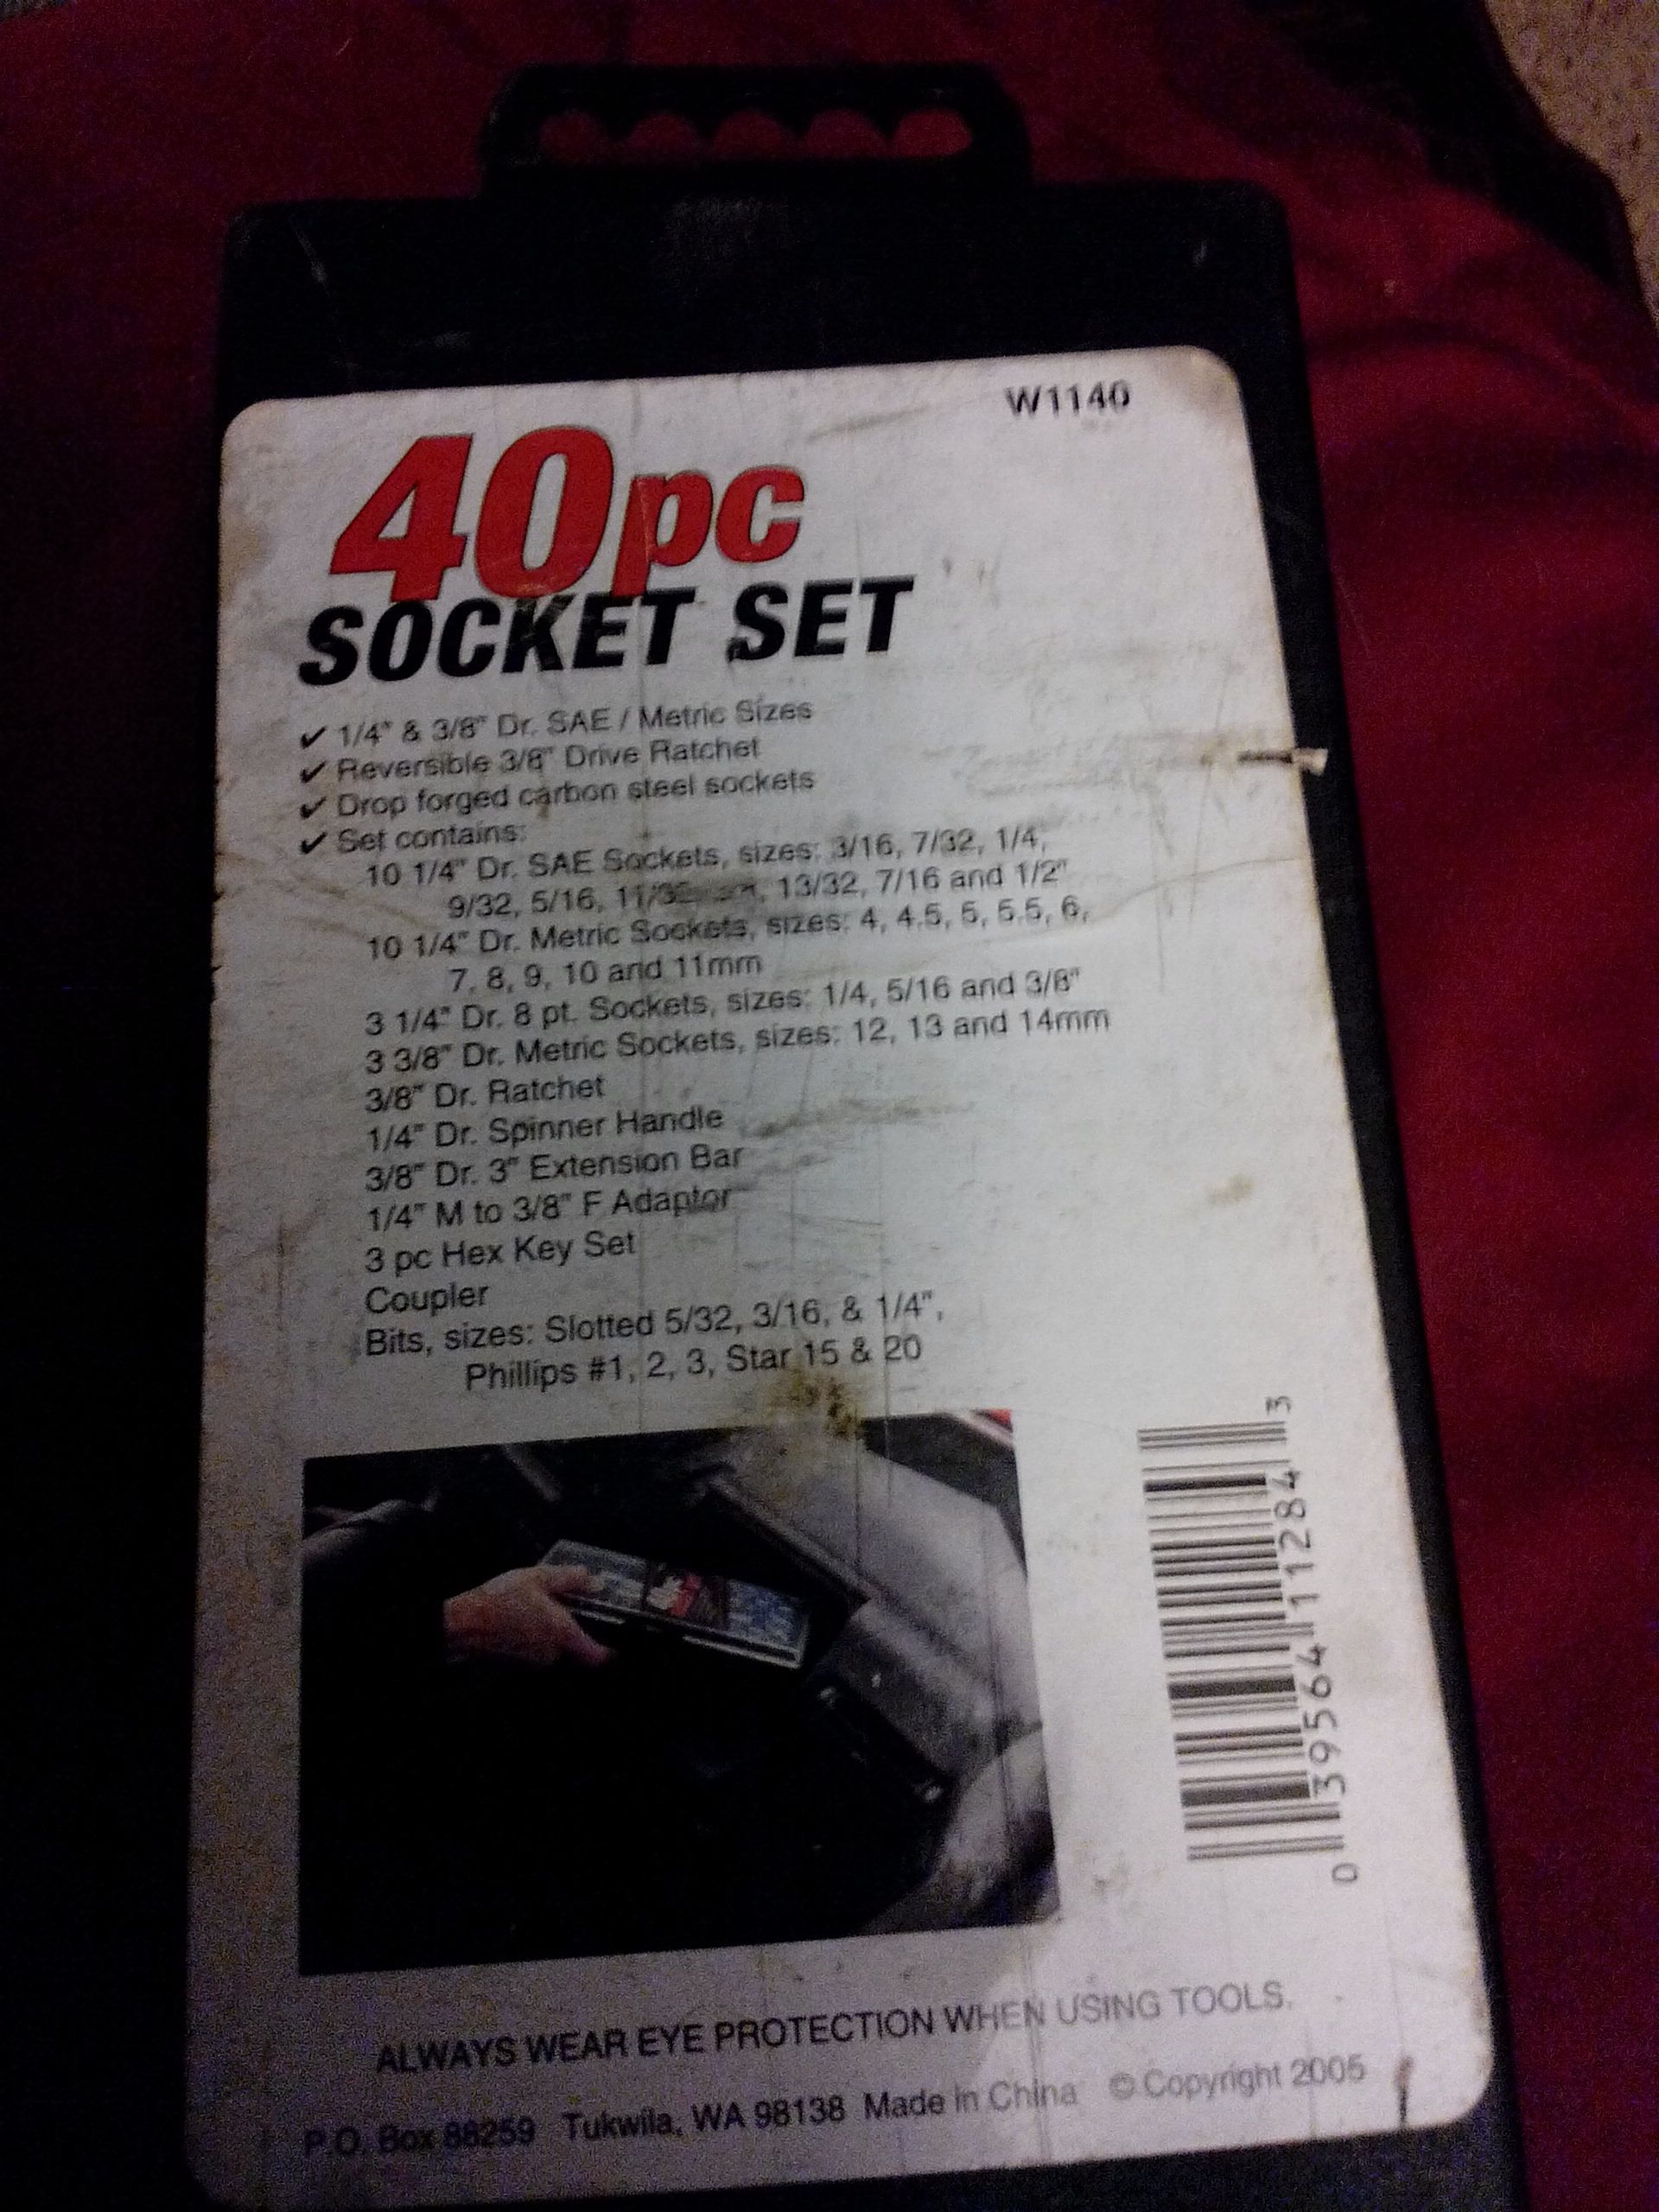 W1140
40pc
SOCKET SET
✓ 1/4" & 3/8" Dr. SAE / Metric Sizes
✓ Reversible 3/8" Drive Ratchet
✓ Drop forged carbon steel sockets
✓ Set contains:
10 1/4" Dr. SAE Sockets, sizes: 3/16, 7/32, 1/4,
9/32, 5/16, 11/32, 13/32, 7/16 and 1/2"
10 1/4" Dr. Metric Sockets, sizes: 4, 4.5, 5, 5.5, 6,
7, 8, 9, 10 and 11mm
3 1/4" Dr. 8 pt. Sockets, sizes: 1/4, 5/16 and 3/8"
3 3/8" Dr. Metric Sockets, sizes: 12, 13 and 14mm
3/8" Dr. Ratchet
1/4" Dr. Spinner Handle
3/8" Dr. 3" Extension Bar
1/4" M to 3/8" F Adaptor
3 pc Hex Key Set
Coupler
Bits, sizes: Slotted 5/32, 3/16, & 1/4",
Phillips #1, 2, 3, Star 15 & 20
0 39564 11284 3
ALWAYS WEAR EYE PROTECTION WHEN USING TOOLS.
P.O. Box 88259 Tukwila, WA 98138 Made in China © Copyright 2005